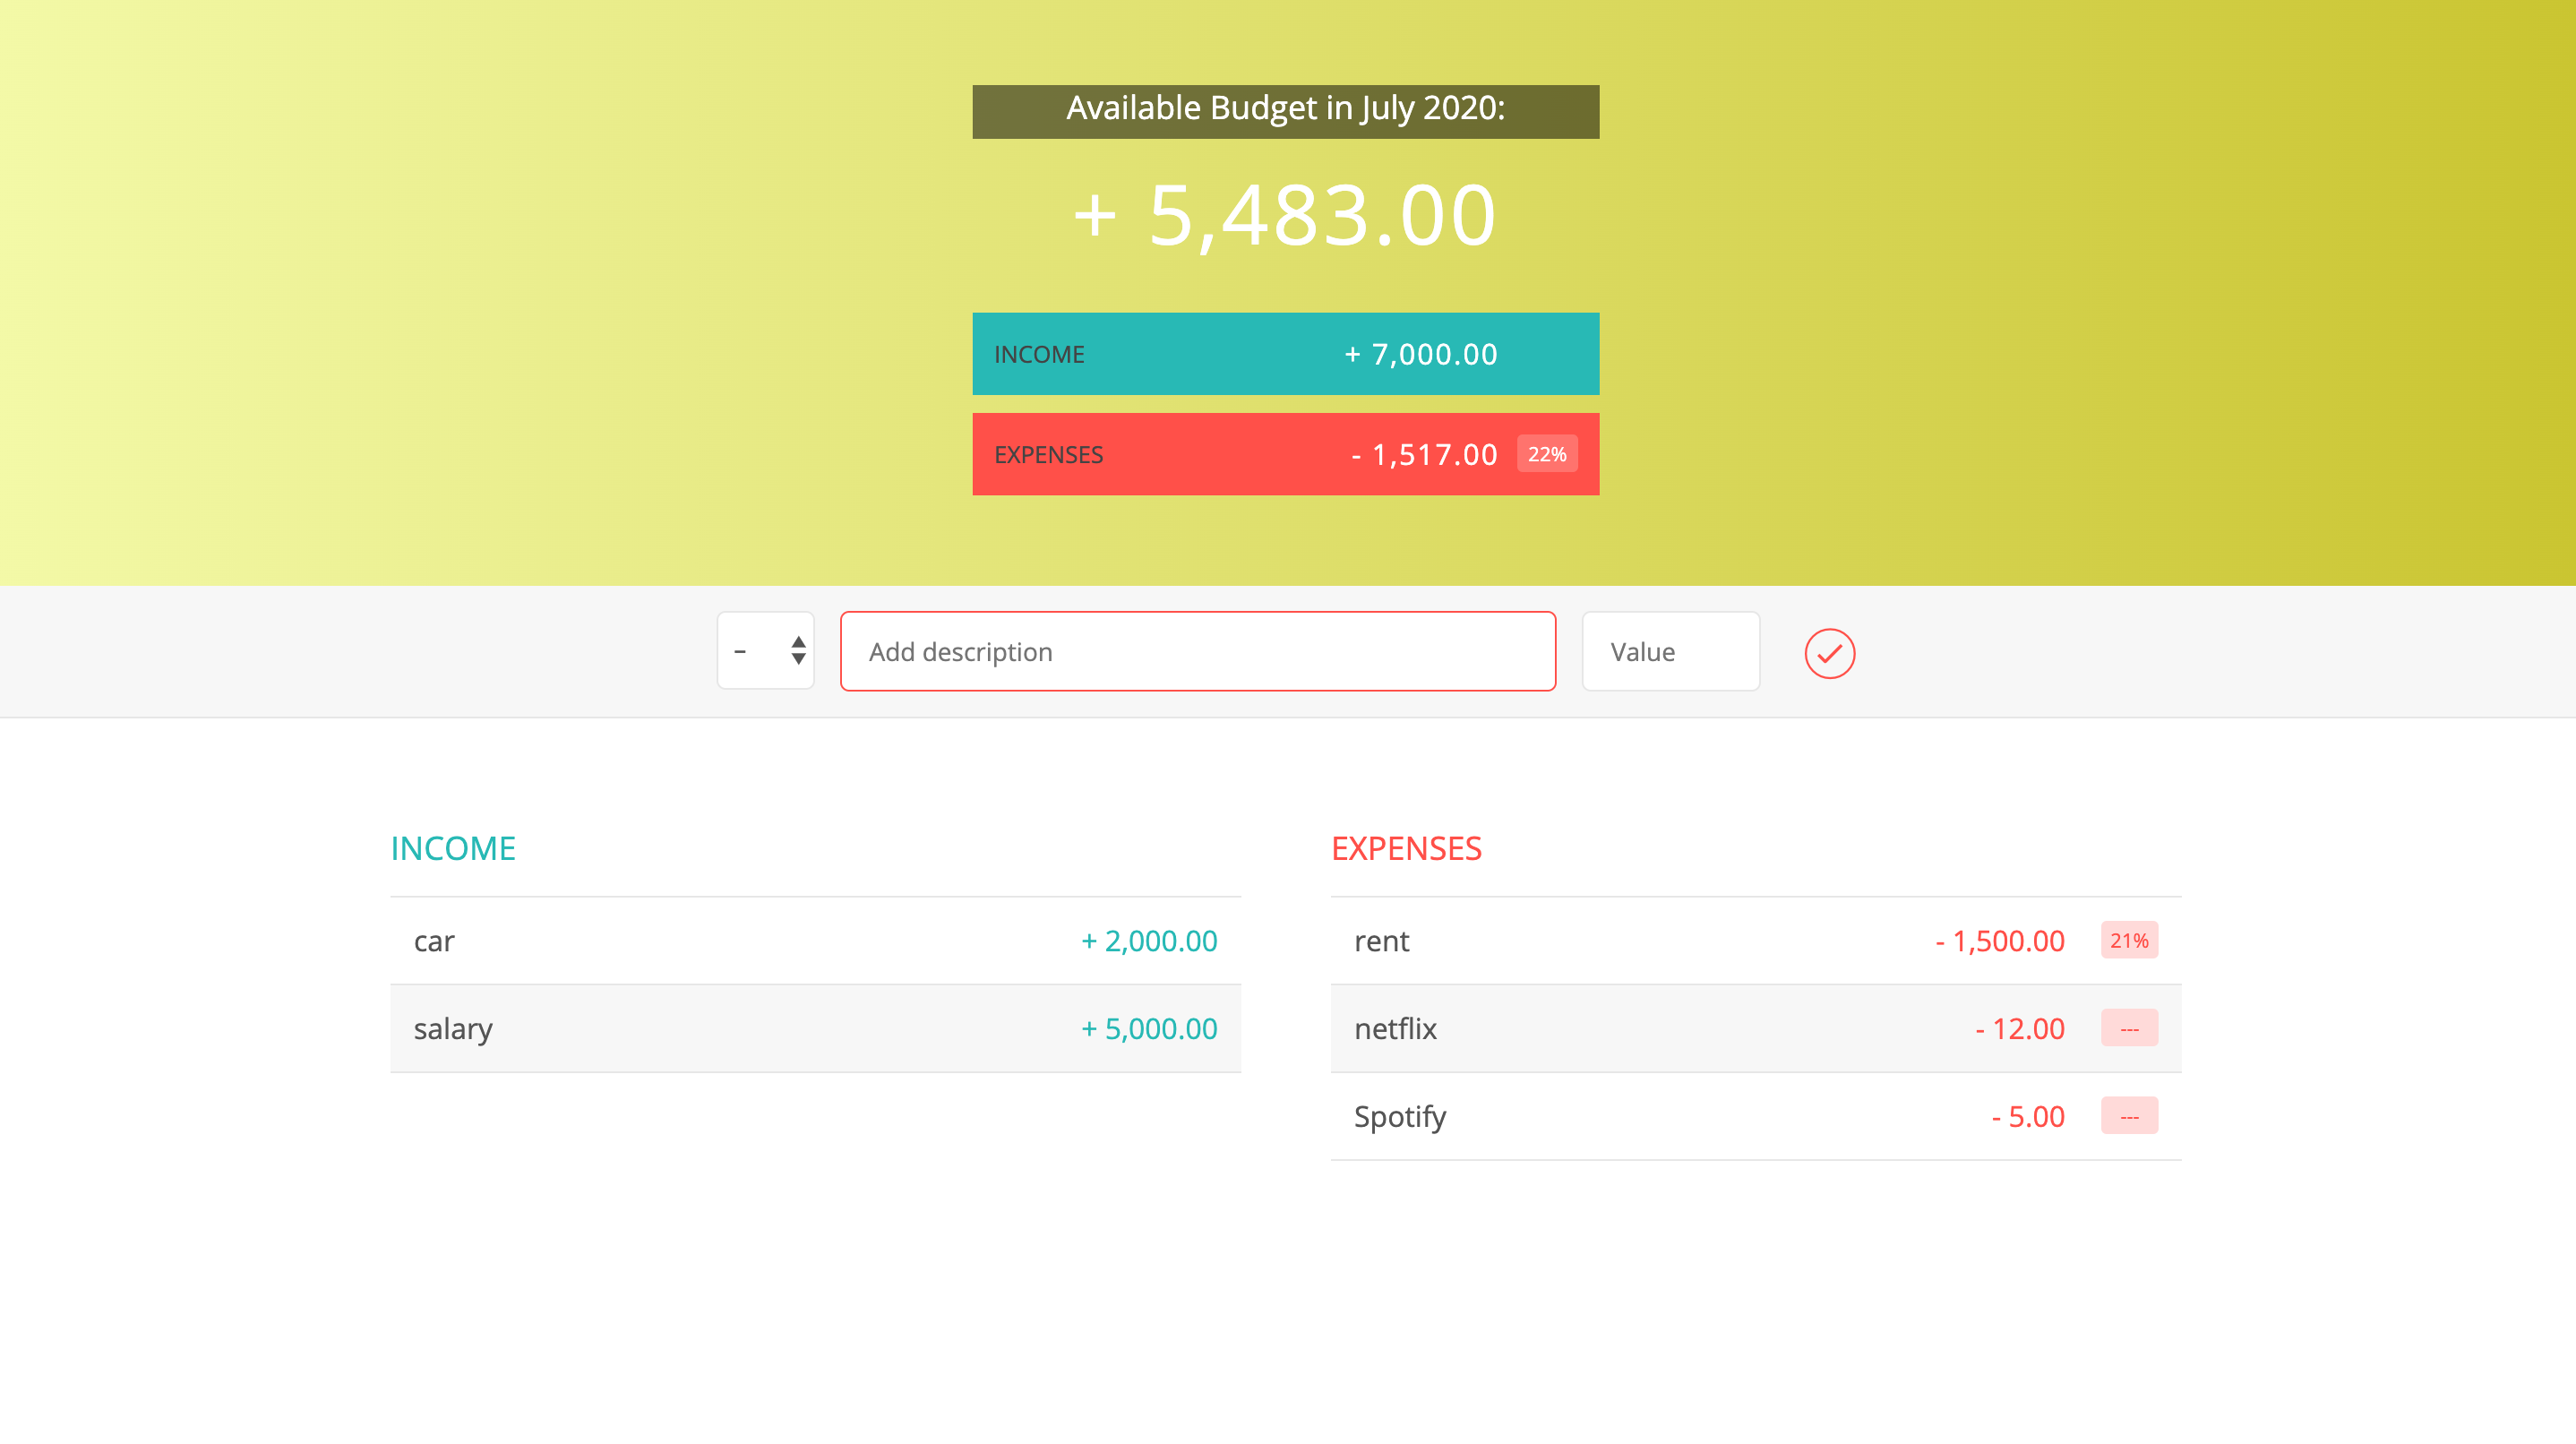 Available Budget in July 2020:
+ 5,483.00
INCOME + 7,000.00
EXPENSES - 1,517.00 22%
- Add description Value
INCOME
car + 2,000.00
salary + 5,000.00
EXPENSES
rent - 1,500.00 21%
netflix - 12.00 ---
Spotify - 5.00 ---